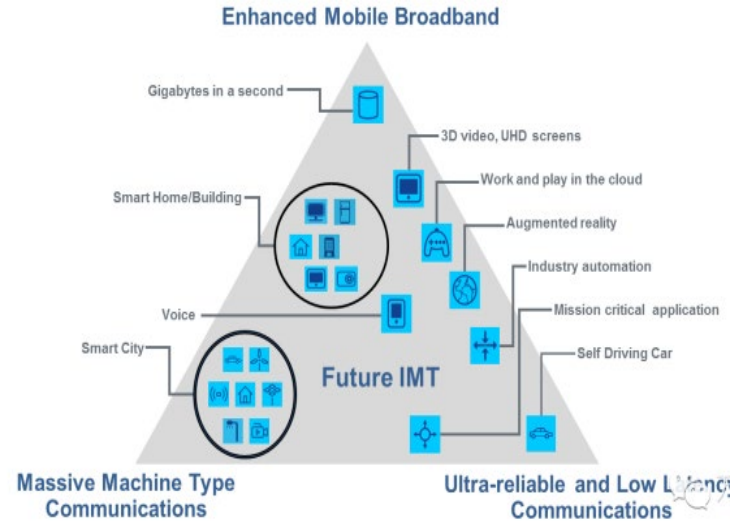 Enhanced Mobile Broadband
Gigabytes in a second
3D video, UHD screens
Work and play in the cloud
Smart Home/Building
Augmented reality
Industry automation
Mission critical application
Voice
Smart City
Self Driving Car
Future IMT
Massive Machine Type
Communications
Ultra-reliable and Low Latency
Communications